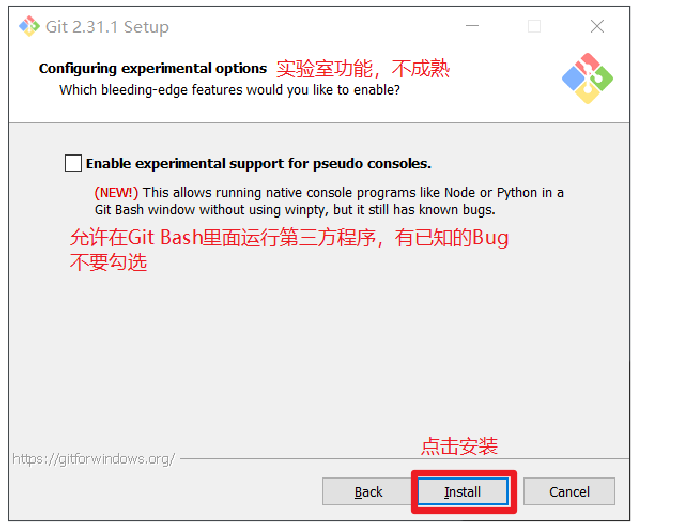 Git 2.31.1 Setup
Configuring experimental options 实验室功能，不成熟
Which bleeding-edge features would you like to enable?
Enable experimental support for pseudo consoles.
(NEW!) This allows running native console programs like Node or Python in a
Git Bash window without using winpty, but it still has known bugs.
允许在Git Bash里面运行第三方程序，有已知的Bug
不要勾选
点击安装
https://gitforwindows.org/
Back Install Cancel